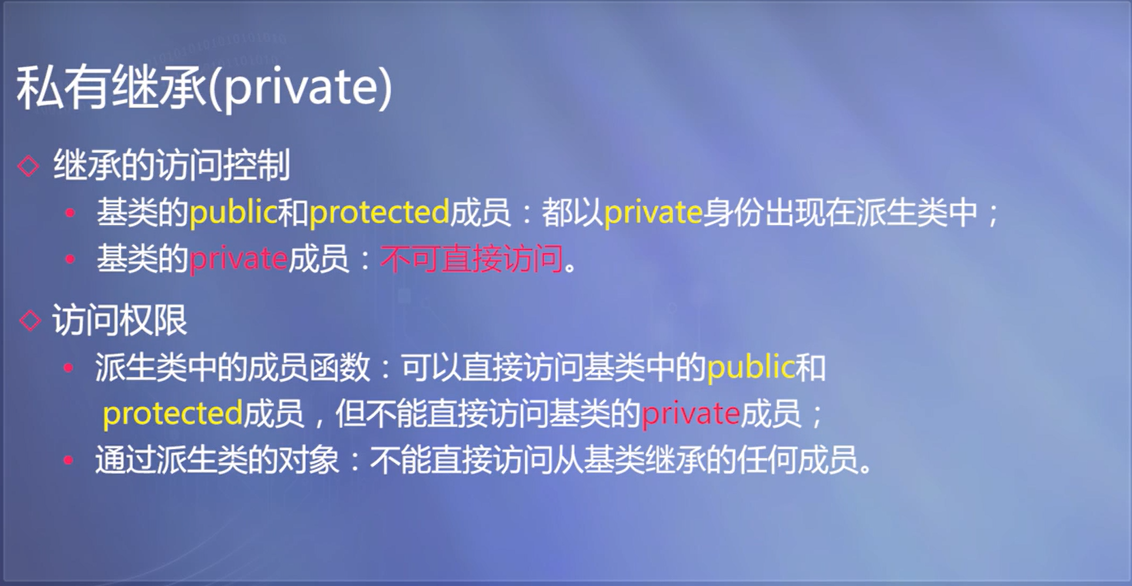 私有继承(private)
继承的访问控制
基类的public和protected成员：都以private身份出现在派生类中；
基类的private成员：不可直接访问。
访问权限
派生类中的成员函数：可以直接访问基类中的public和
protected成员，但不能直接访问基类的private成员；
通过派生类的对象：不能直接访问从基类继承的任何成员。